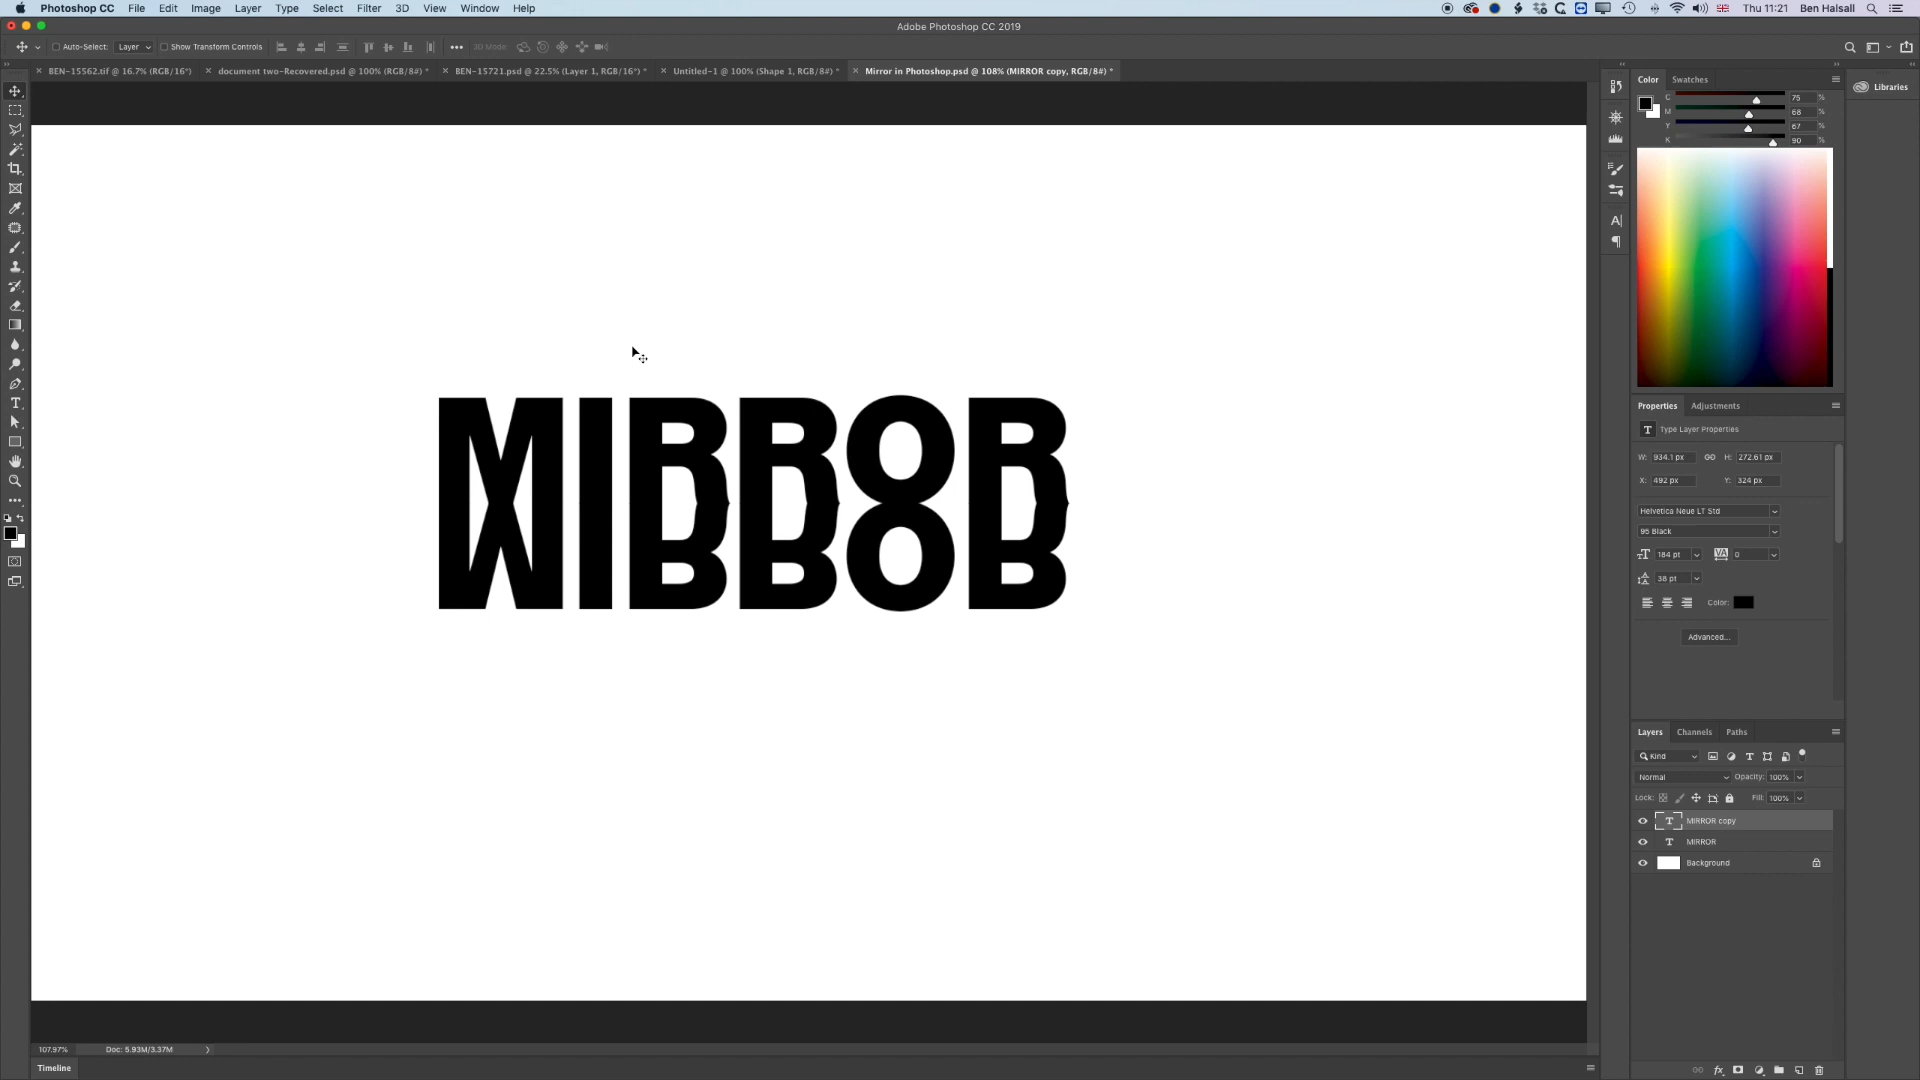 Photoshop CC File Edit Image Layer Type Select Filter 3D View Window Help Thu 11:21 Ben Halsall
Adobe Photoshop CC 2019
Auto-Select: Layer Show Transform Controls 3D Mode:
BEN-15562.tif @ 16.7% (RGB/16*) document two-Recovered.psd @ 100% (RGB/8#) * BEN-15721.psd @ 22.5% (Layer 1, RGB/16*) * Untitled-1 @ 100% (Shape 1, RGB/8#) * Mirror in Photoshop.psd @ 108% (MIRROR copy, RGB/8#) *
Color Swatches
Libraries
C 75 %
M 68 %
Y 67 %
K 90 %
MIRROR
MIRROR
Properties Adjustments
T Type Layer Properties
W: 934.1 px H: 272.61 px
X: 492 px Y: 324 px
Helvetica Neue LT Std
95 Black
184 pt VA 0
38 pt
Color:
Advanced...
Layers Channels Paths
Kind
Normal Opacity: 100%
Lock: Fill: 100%
T MIRROR copy
T MIRROR
Background
107.97% Doc: 5.93M/3.37M
Timeline